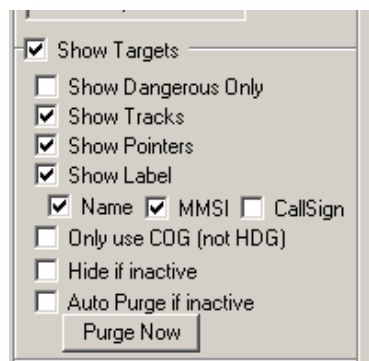 Show Targets
Show Dangerous Only
Show Tracks
Show Pointers
Show Label
Name MMSI CallSign
Only use COG (not HDG)
Hide if inactive
Auto Purge if inactive
Purge Now